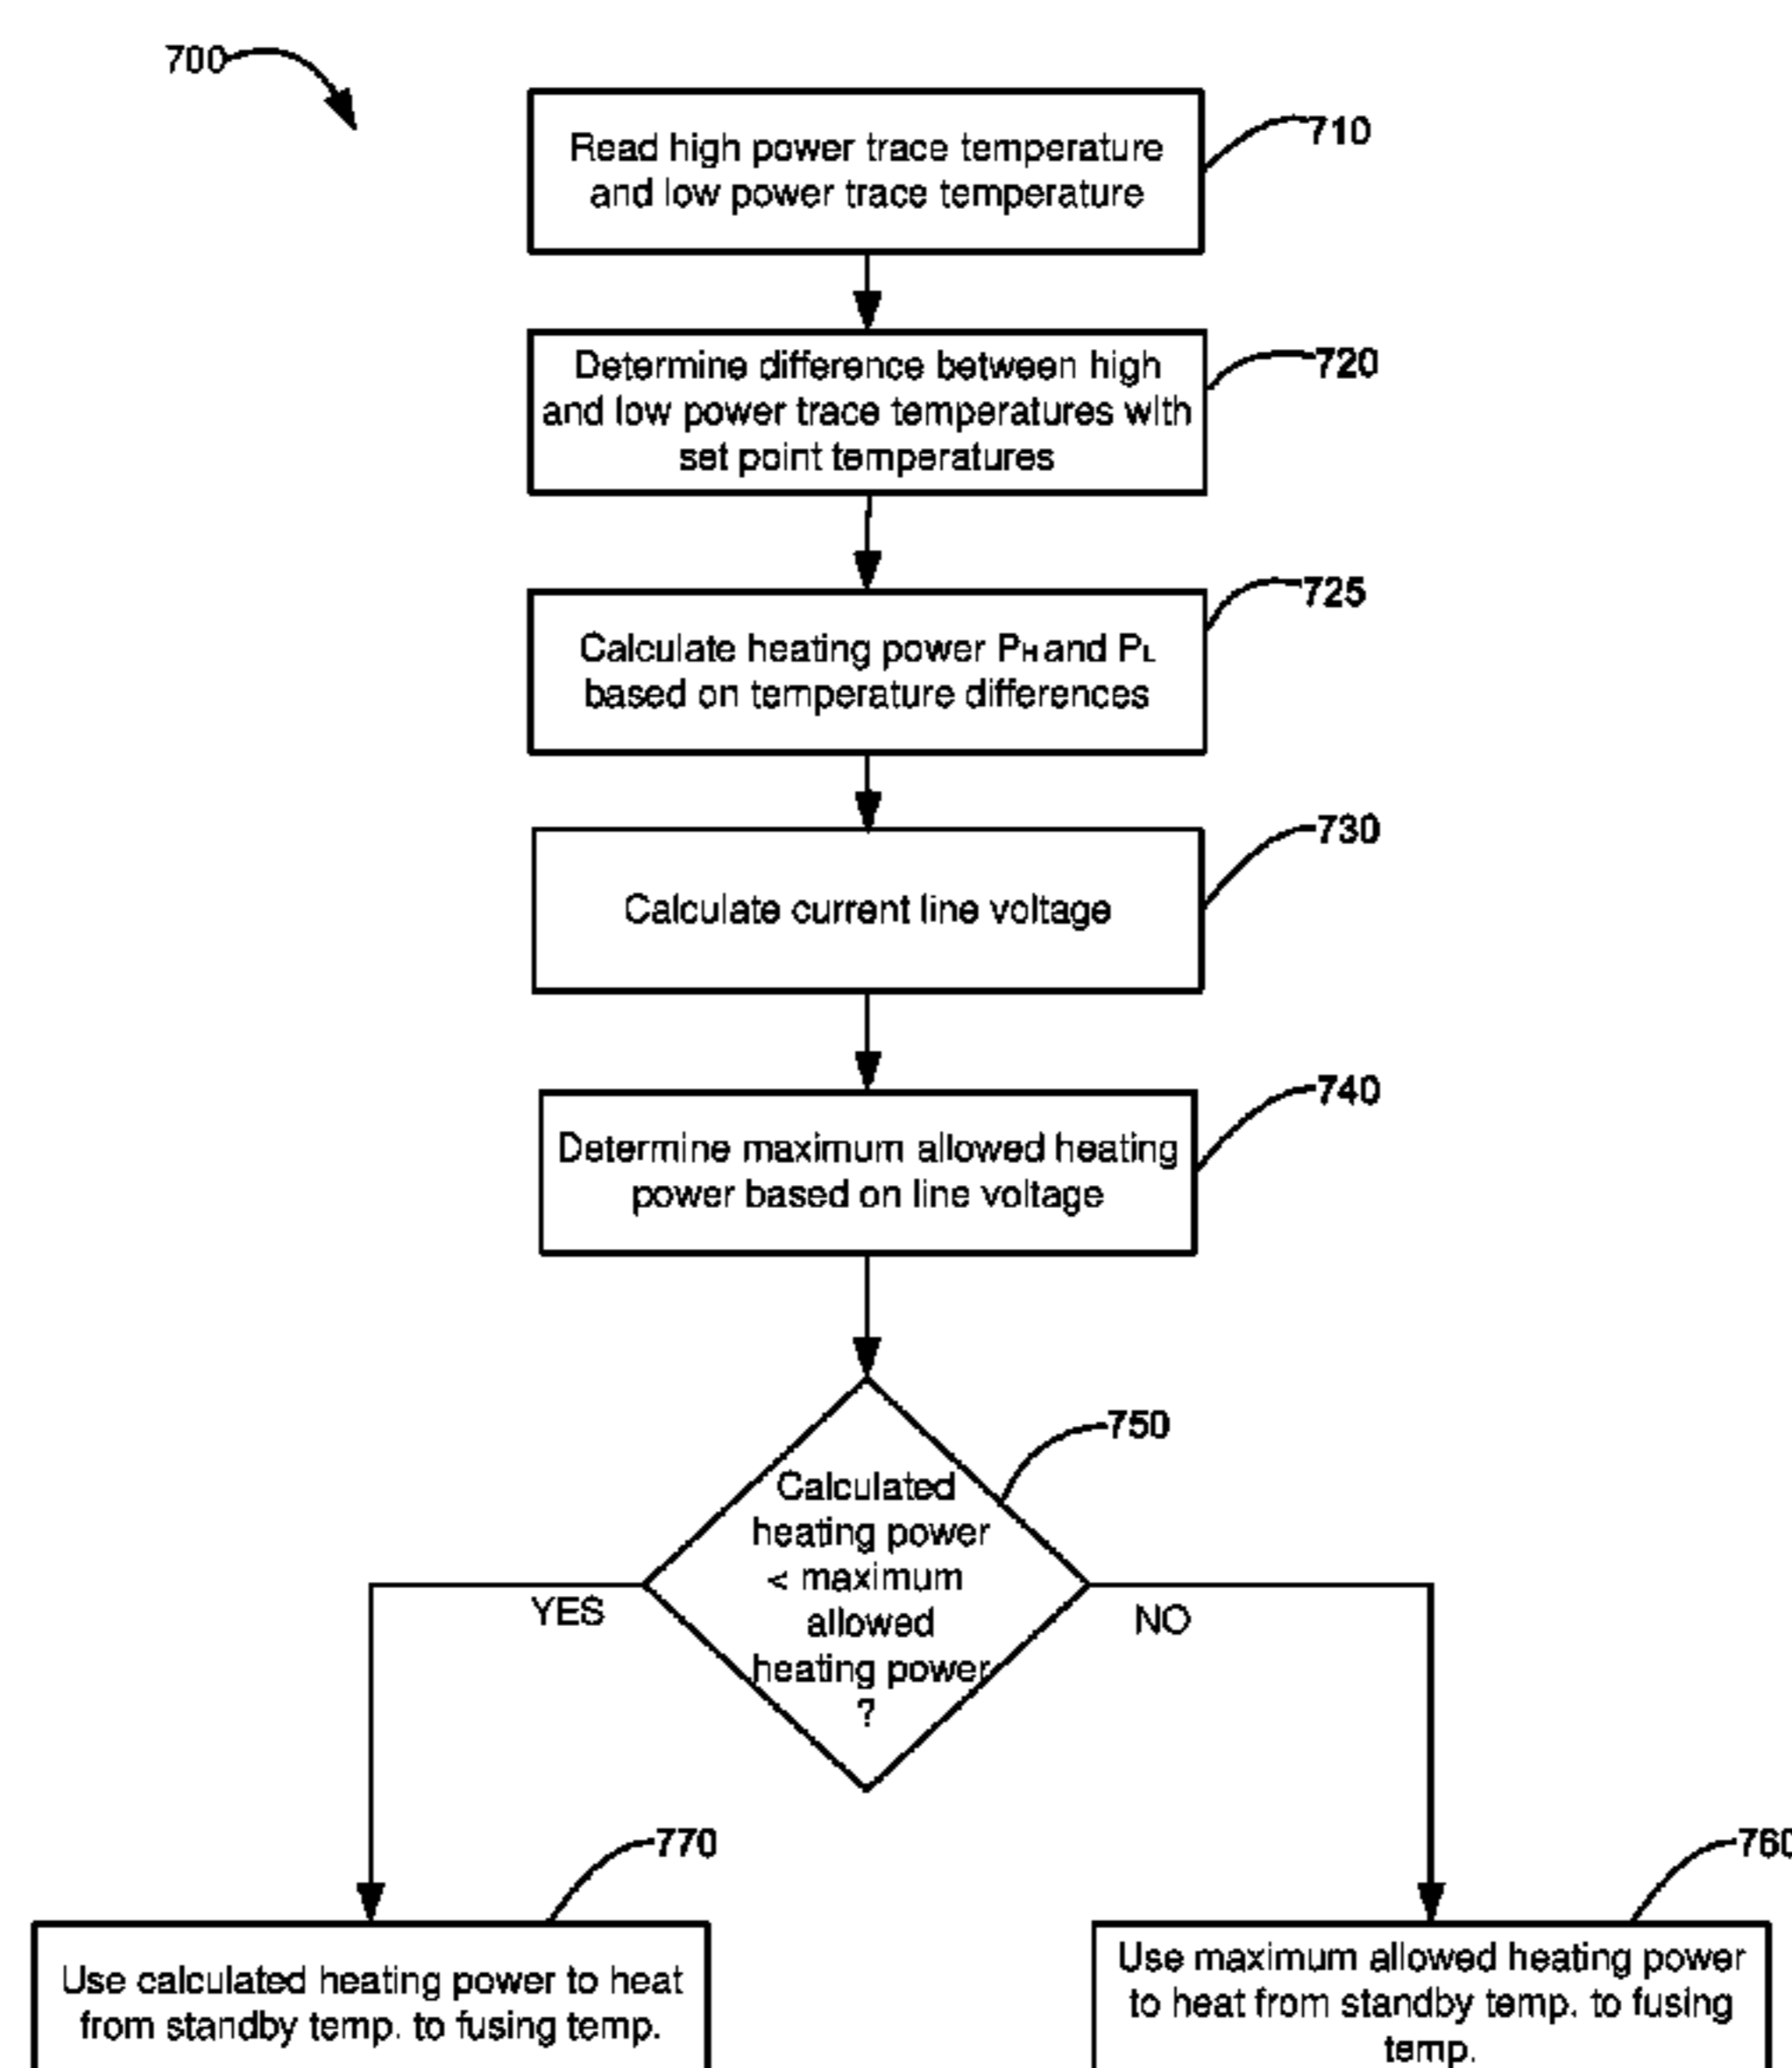 700
710
Read high power trace temperature
and low power trace temperature
720
Determine difference between high
and low power trace temperatures with
set point temperatures
725
Calculate heating power PH and PL
based on temperature differences
730
Calculate current line voltage
740
Determine maximum allowed heating
power based on line voltage
750
Calculated
heating power
< maximum
allowed
heating power
?
YES
NO
770
760
Use calculated heating power to heat
from standby temp. to fusing temp.
Use maximum allowed heating power
to heat from standby temp. to fusing
temp.